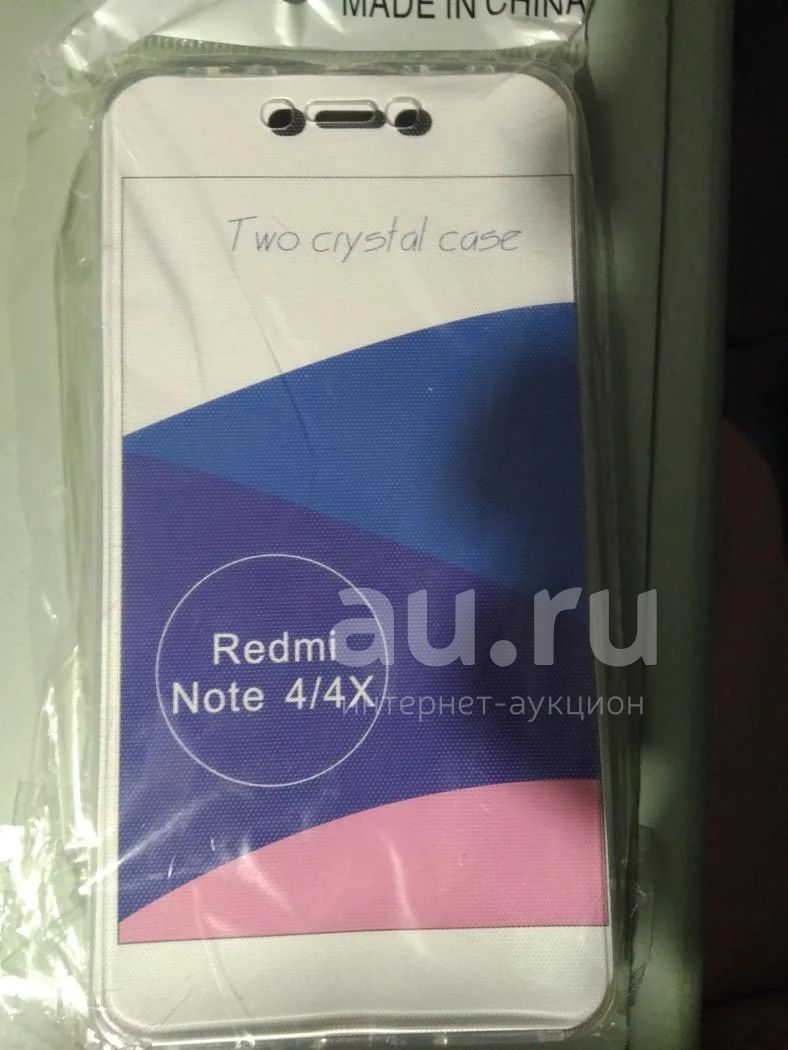 MADE IN CHINA
Two crystal case
Redmi
Note 4/4X
au.ru
интернет-аукцион